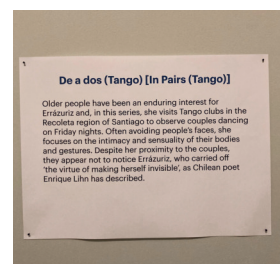 De a dos (Tango) [In Pairs (Tango)]
Older people have been an enduring interest for
Errázuriz and, in this series, she visits Tango clubs in the
Recoleta region of Santiago to observe couples dancing
on Friday nights. Often avoiding people's faces, she
focuses on the intimacy and sensuality of their bodies
and gestures. Despite her proximity to the couples,
they appear not to notice Errázuriz, who carried off
'the virtue of making herself invisible', as Chilean poet
Enrique Lihn has described.